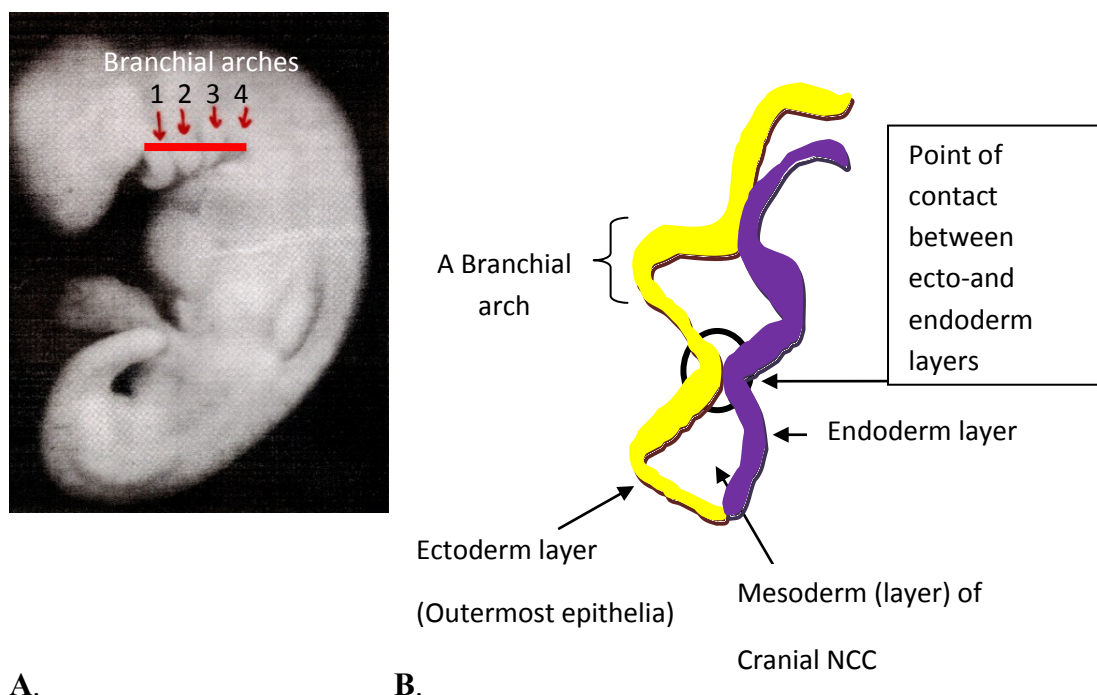 Branchial arches
1 2 3 4
A Branchial
arch
Point of
contact
between
ecto-and
endoderm
layers
Endoderm layer
Ectoderm layer
(Outermost epithelia)
Mesoderm (layer) of
Cranial NCC
A.
B.